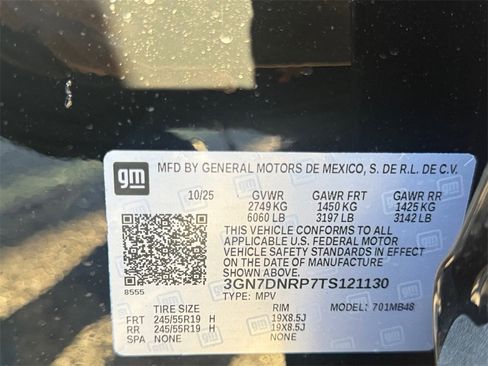 gm MFD BY GENERAL MOTORS DE MEXICO, S. DE R.L. DE C.V.
10/25 GVWR GAWR FRT GAWR RR
2749 KG 1450 KG 1425 KG
6060 LB 3197 LB 3142 LB
THIS VEHICLE CONFORMS TO ALL
APPLICABLE U.S. FEDERAL MOTOR
VEHICLE SAFETY STANDARDS IN EFFECT
ON THE DATE OF MANUFACTURE SHOWN
ABOVE.
3GN7DNRP7TS121130
8555 TYPE: MPV
TIRE SIZE RIM MODEL: 701MB48
FRT 245/55R19 H 19X8.5J
RR 245/55R19 H 19X8.5J
SPA NONE NONE